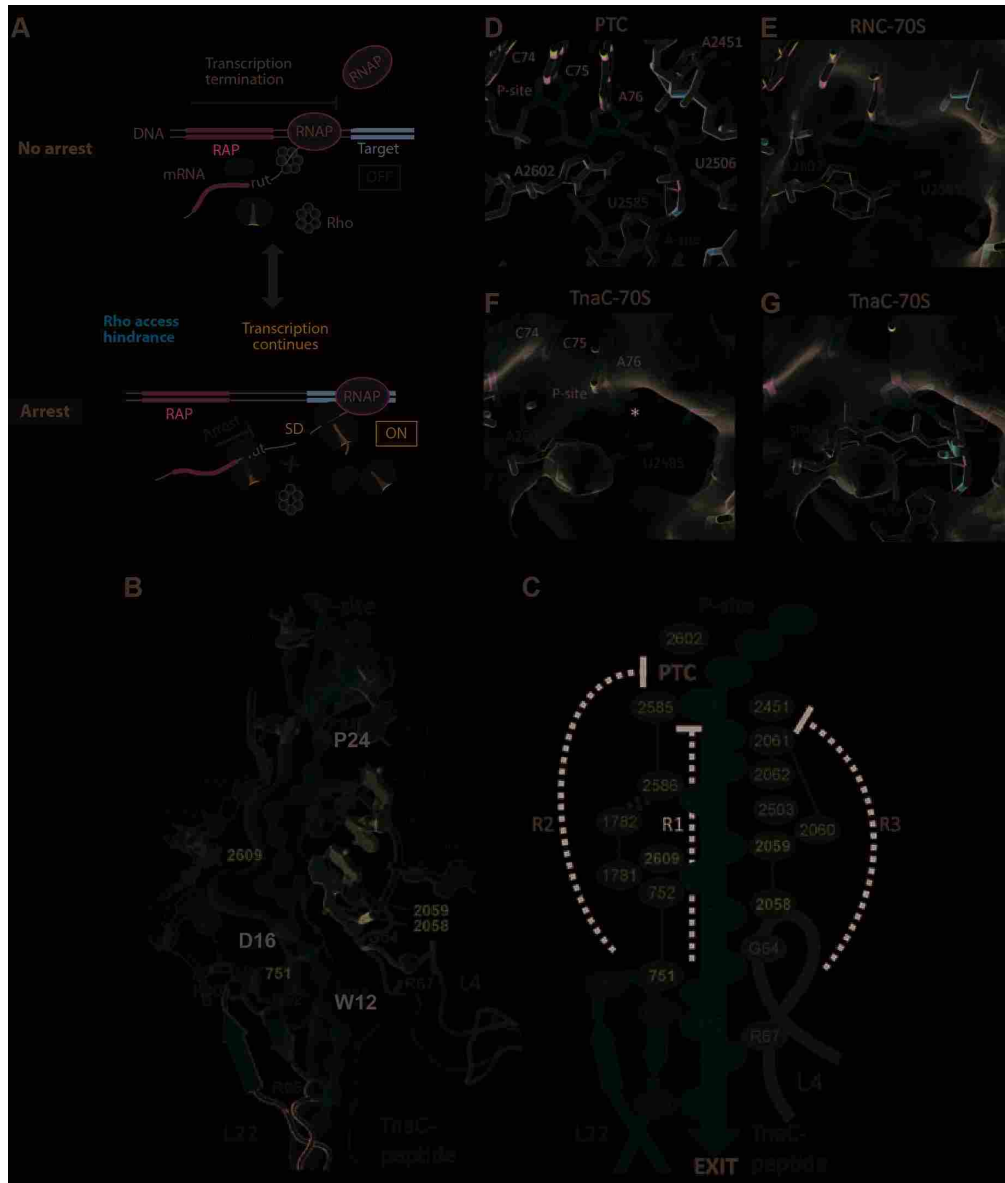 A
Transcription
termination
RNAP
DNA
RNAP
No arrest
RAP
Target
mRNA
rut
OFF
Rho
Rho access
hindrance
Transcription
continues
Arrest
RNAP
RAP
SD
ON
Arrest
rut
D
PTC
A2451
C74
C75
P-site
A76
A2602
U2506
U2585
A-site
E
RNC-70S
F
TnaC-70S
C74
C75
A76
P-site
*
U2585
G
TnaC-70S
B
P24
2609
2059
2058
D16
751
R67
L4
W12
L22
TnaC-
peptide
C
P-site
2602
PTC
2585
2451
2061
2586
2062
R2
1782
R1
2503
2060
R3
2609
2059
1781
752
2058
G64
751
R67
L4
L22
TnaC-
peptide
EXIT